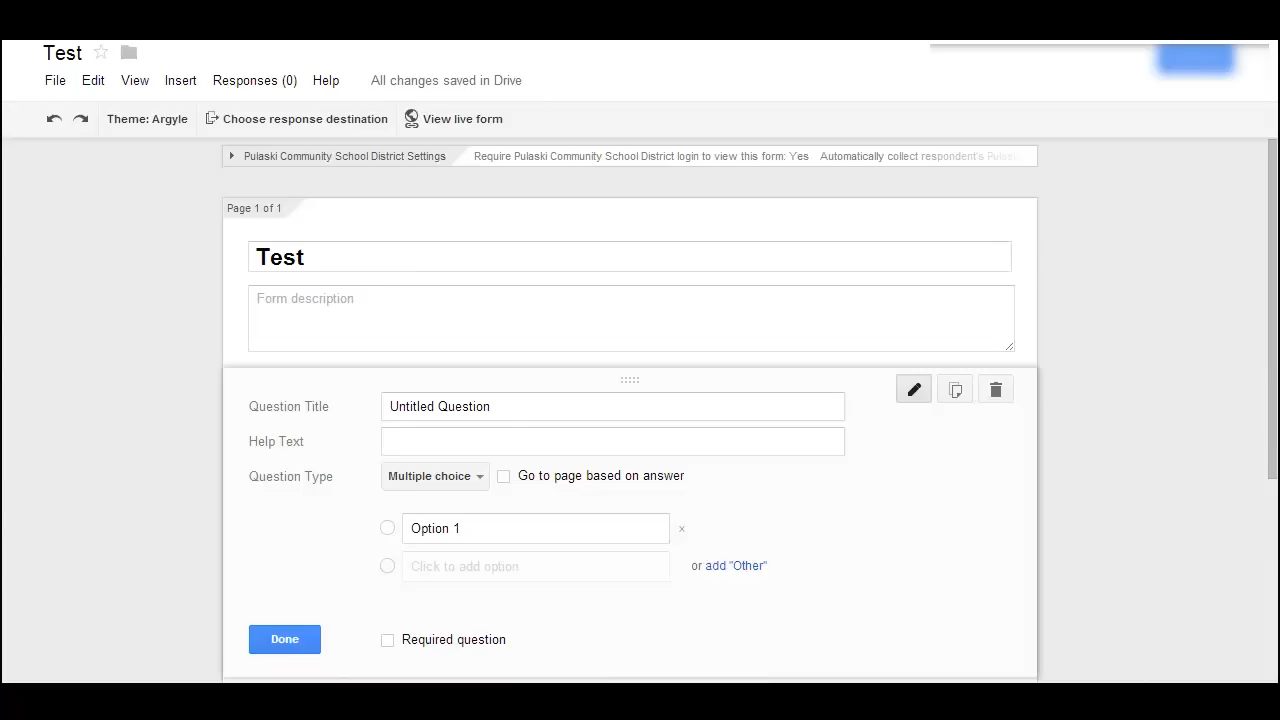 Test
File Edit View Insert Responses (0) Help All changes saved in Drive
Theme: Argyle Choose response destination View live form
Pulaski Community School District Settings Require Pulaski Community School District login to view this form: Yes Automatically collect respondent's Pulaski
Page 1 of 1
Test
Form description
Question Title Untitled Question
Help Text
Question Type Multiple choice Go to page based on answer
Option 1 ×
Click to add option or add "Other"
Done Required question